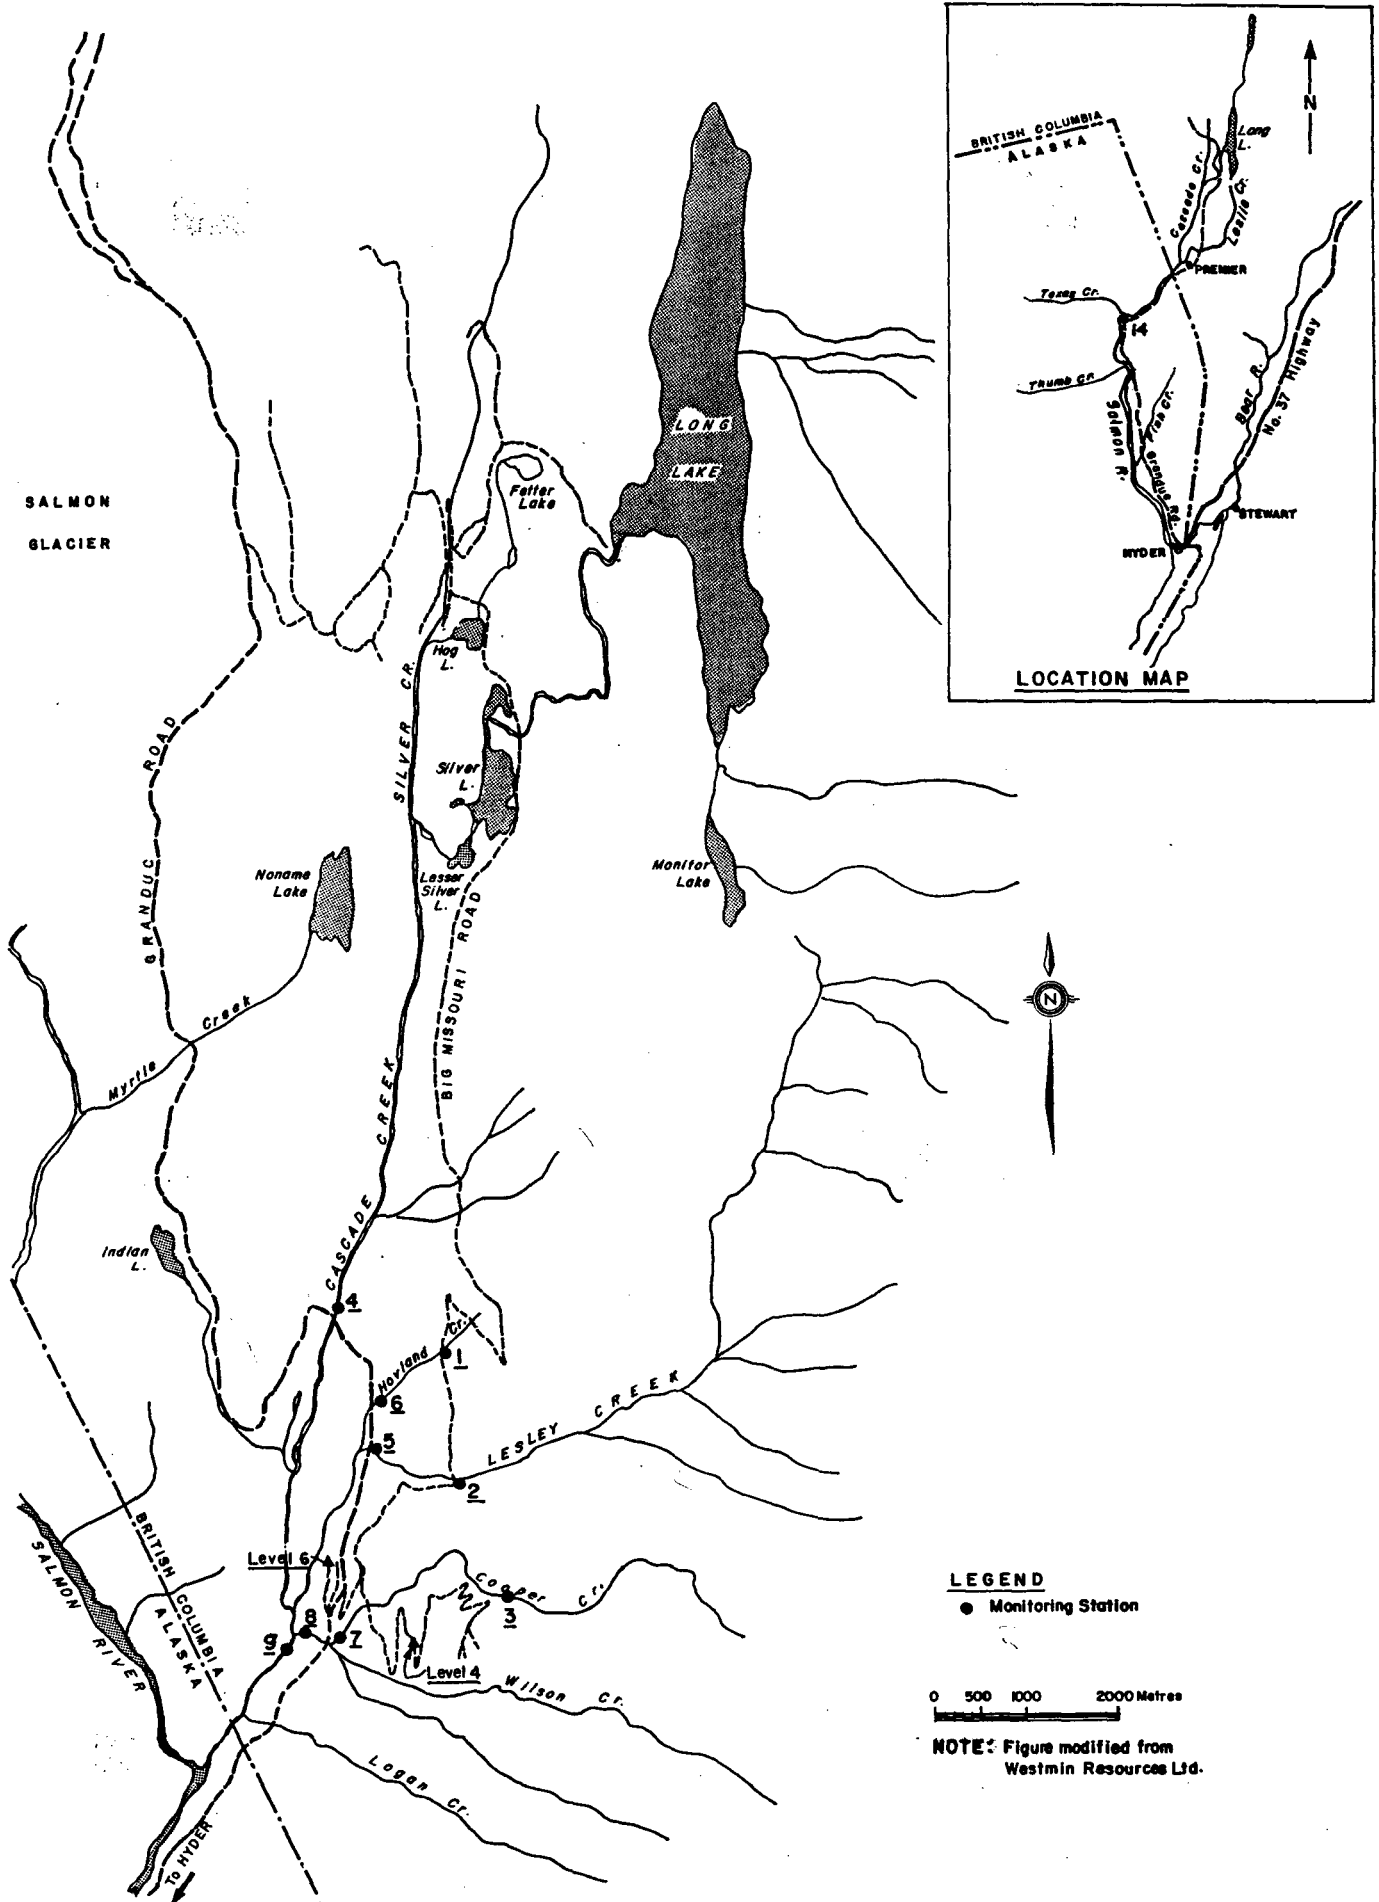 BRITISH COLUMBIA
ALASKA
N
Long
L.
Cascade Cr.
Leslie Cr.
PREMIER
Texas Cr.
14
Thumb Cr.
Salmon R.
Fish Cr.
Granduc Rd.
Bear R.
No. 37 Highway
STEWART
HYDER
LOCATION MAP
LONG
LAKE
Fetter
Lake
SALMON
GLACIER
Hog
L.
SILVER CR.
GRANDUC ROAD
Silver
L.
Noname
Lake
Lesser
Silver
L.
Monitor
Lake
BIG MISSOURI ROAD
Myrtle Creek
N
CASCADE CREEK
Indian
L.
4
Hovland Cr.
1
6
5
LESLEY CREEK
2
BRITISH COLUMBIA
ALASKA
SALMON RIVER
Level 6
Cooper Cr.
3
8
9
7
Level 4
Wilson Cr.
Logan Cr.
To HYDER
LEGEND
Monitoring Station
0 500 1000 2000 Metres
NOTE: Figure modified from
Westmin Resources Ltd.